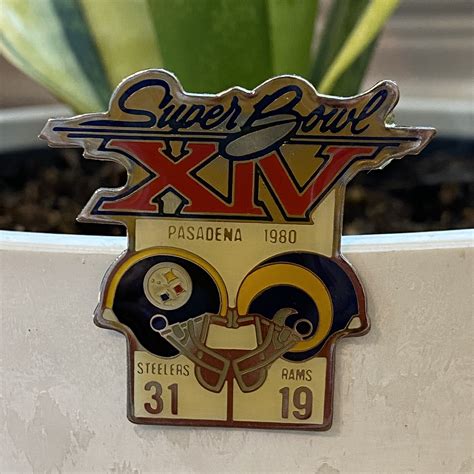 Super Bowl
XIV
PASADENA 1980
STEELERS RAMS
31 19